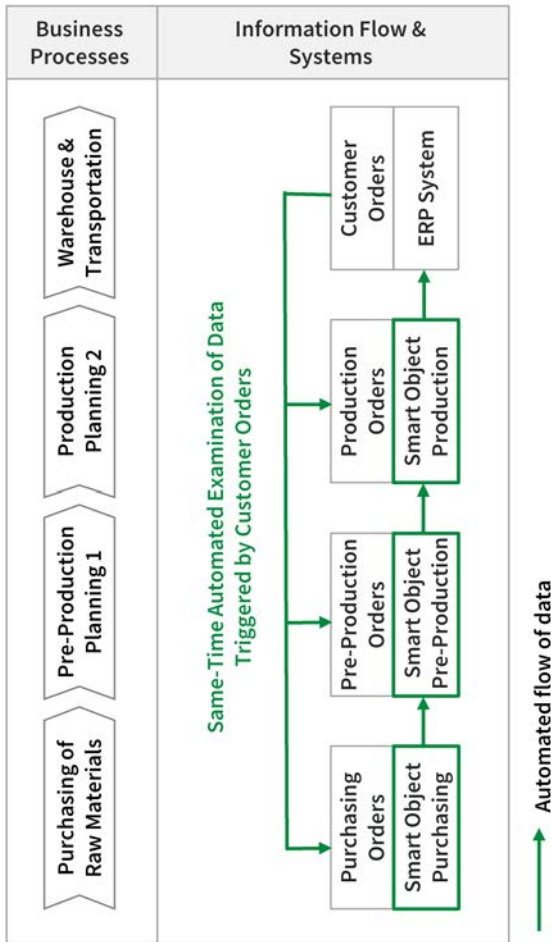 Business
Processes
Information Flow &
Systems
Purchasing of
Raw Materials
Pre-Production
Planning 1
Production
Planning 2
Warehouse &
Transportation
Same-Time Automated Examination of Data
Triggered by Customer Orders
Purchasing
Orders
Smart Object
Purchasing
Pre-Production
Orders
Smart Object
Pre-Production
Production
Orders
Smart Object
Production
Customer
Orders
ERP System
Automated flow of data